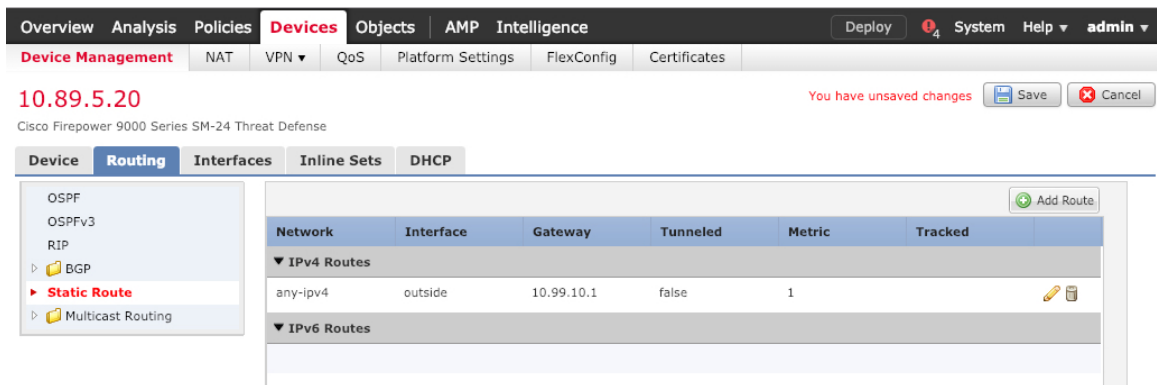 Overview Analysis Policies Devices Objects AMP Intelligence Deploy 4 System Help admin
Device Management NAT VPN QoS Platform Settings FlexConfig Certificates
10.89.5.20
You have unsaved changes Save Cancel
Cisco Firepower 9000 Series SM-24 Threat Defense
Device Routing Interfaces Inline Sets DHCP
OSPF
OSPFv3
RIP
BGP
Static Route
Multicast Routing
Add Route
Network Interface Gateway Tunneled Metric Tracked
IPv4 Routes
any-ipv4 outside 10.99.10.1 false 1
IPv6 Routes